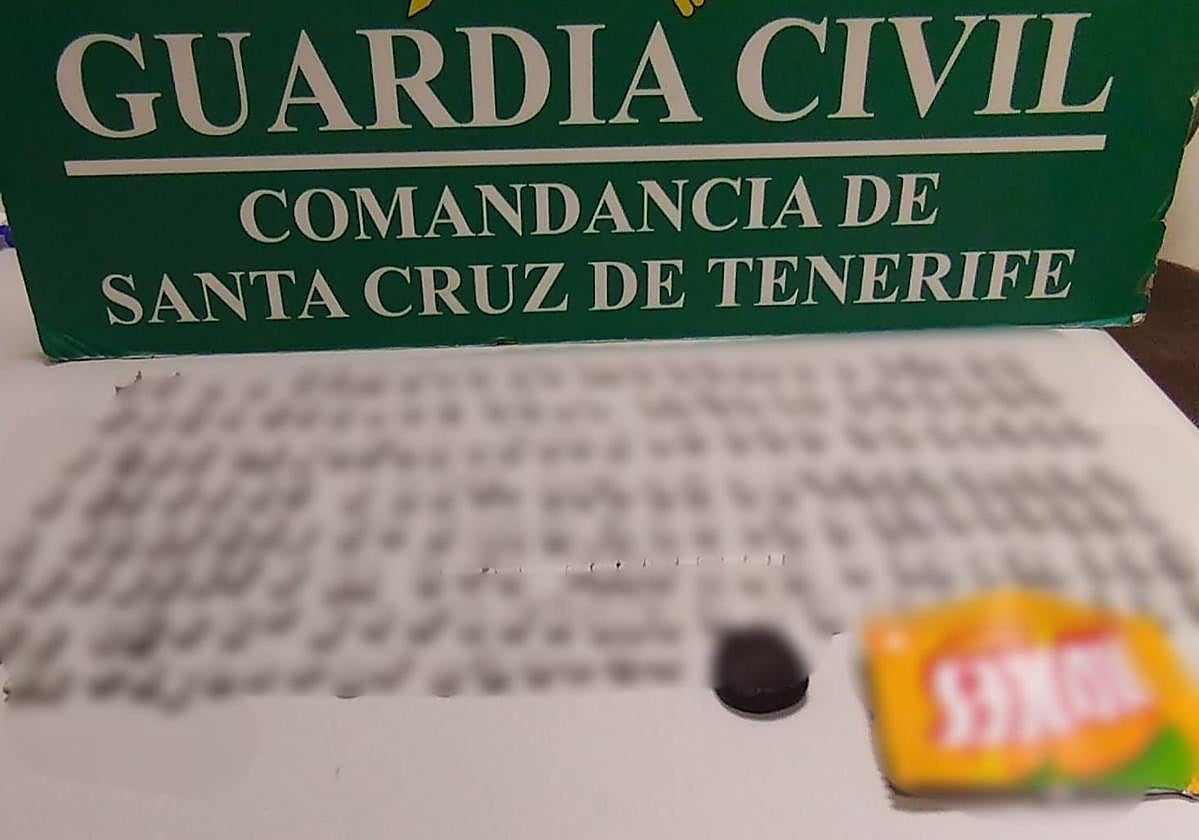 GUARDIA CIVIL
COMANDANCIA DE
SANTA CRUZ DE TENERIFE